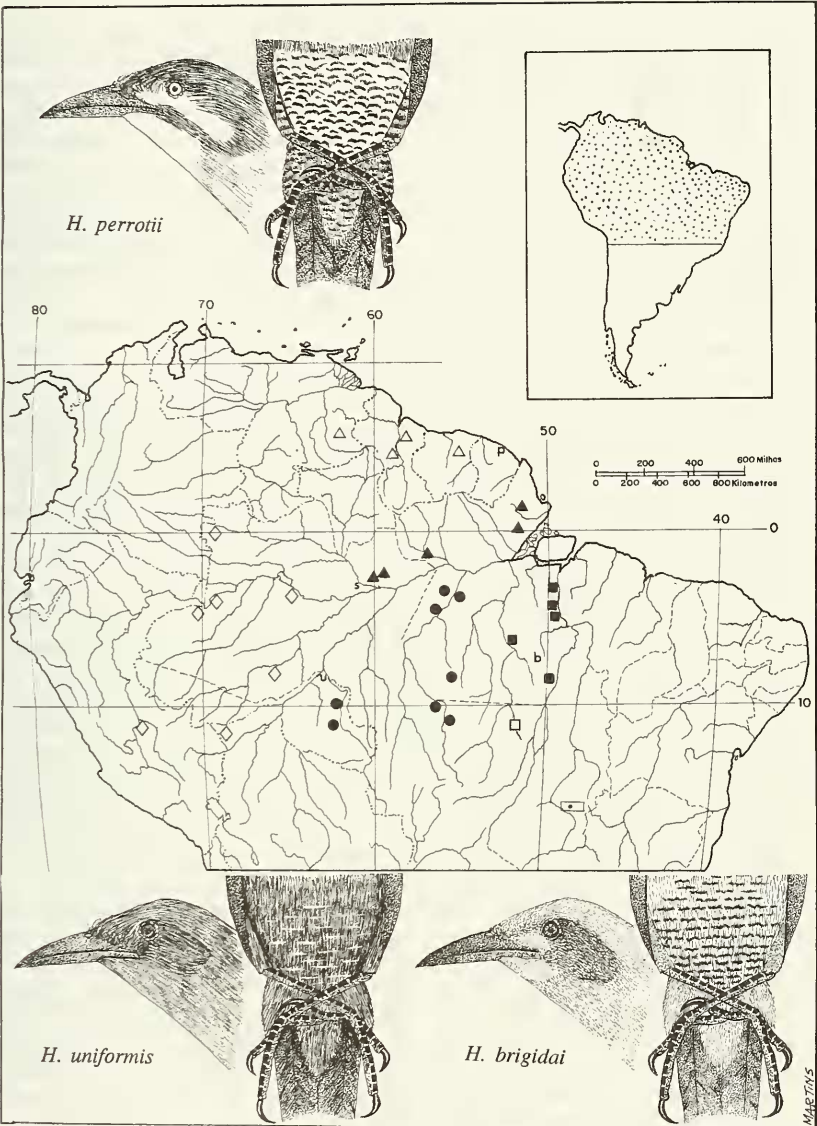 H. perrotii
80
70
60
50
0 200 400 600 Milhas
0 200 400 600 800 Kilometros
40
0
10
p
s
b
u
H. uniformis
H. brigidai
MARTINS